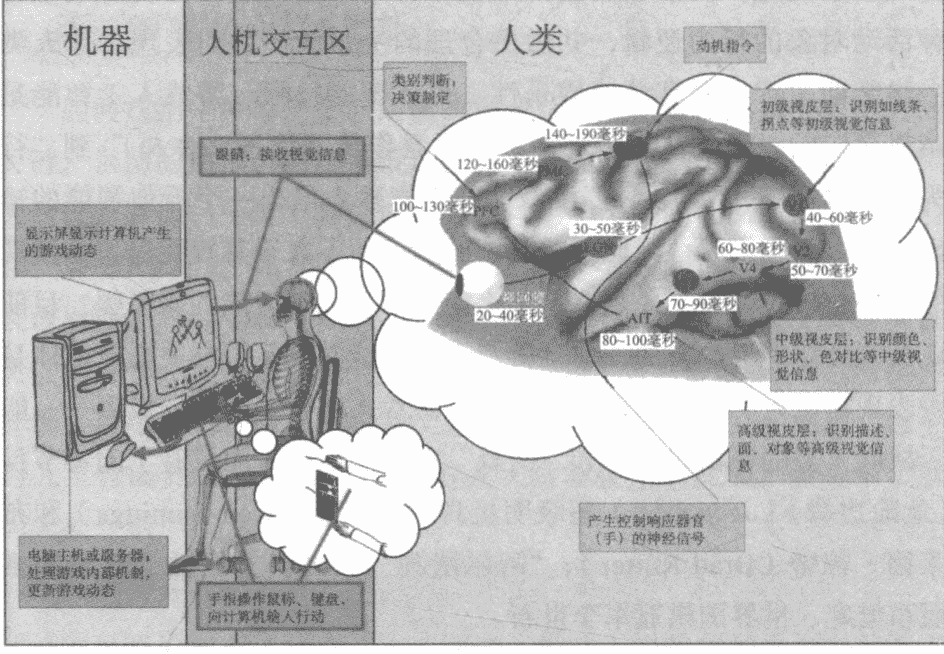 机器
人机交互区
人类
动机指令
类别判断；
决策制定
初级视皮层：识别如线条、
拐点等初级视觉信息
140~190毫秒
眼睛：接收视觉信息
120~160毫秒
100~130毫秒
PFC
40~60毫秒
30~50毫秒
LGN
显示屏显示计算机产生
的游戏动态
60~80毫秒
V2
V4
50~70毫秒
70~90毫秒
20~40毫秒
AIT
80~100毫秒
中级视皮层：识别颜色、
形状、色对比等中级视
觉信息
高级视皮层：识别描述、
面、对象等高级视觉信
息
产生控制响应器官
（手）的神经信号
电脑主机或服务器：
处理游戏内部机制，
更新游戏动态
手指操作鼠标、键盘，
向计算机输入行动